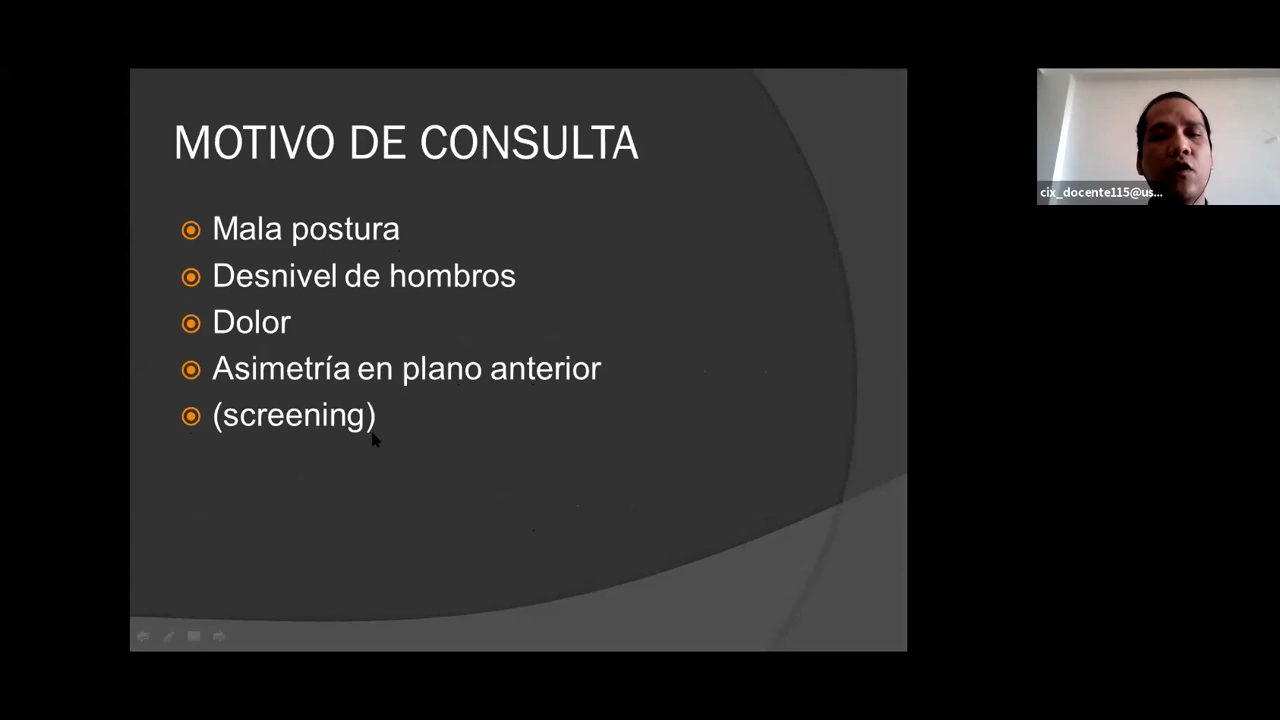 MOTIVO DE CONSULTA
Mala postura
Desnivel de hombros
Dolor
Asimetría en plano anterior
(screening)
cix_docente115@us...